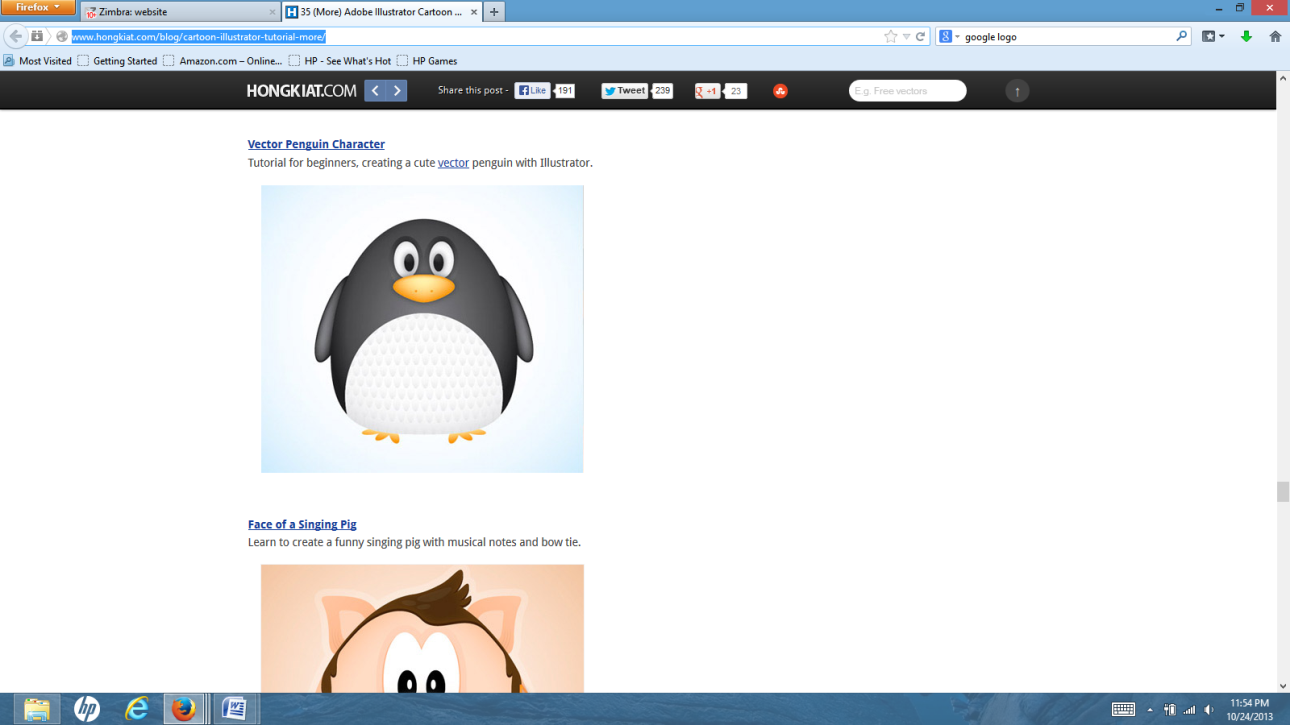 Firefox
Zimbra: website
35 (More) Adobe Illustrator Cartoon ...
www.hongkiat.com/blog/cartoon-illustrator-tutorial-more/
google logo
Most Visited
Getting Started
Amazon.com – Online...
HP - See What's Hot
HP Games
HONGKIAT.COM
Share this post -
Like
191
Tweet
239
+1
23
E.g. Free vectors
Vector Penguin Character
Tutorial for beginners, creating a cute vector penguin with Illustrator.
Face of a Singing Pig
Learn to create a funny singing pig with musical notes and bow tie.
11:54 PM
10/24/2013